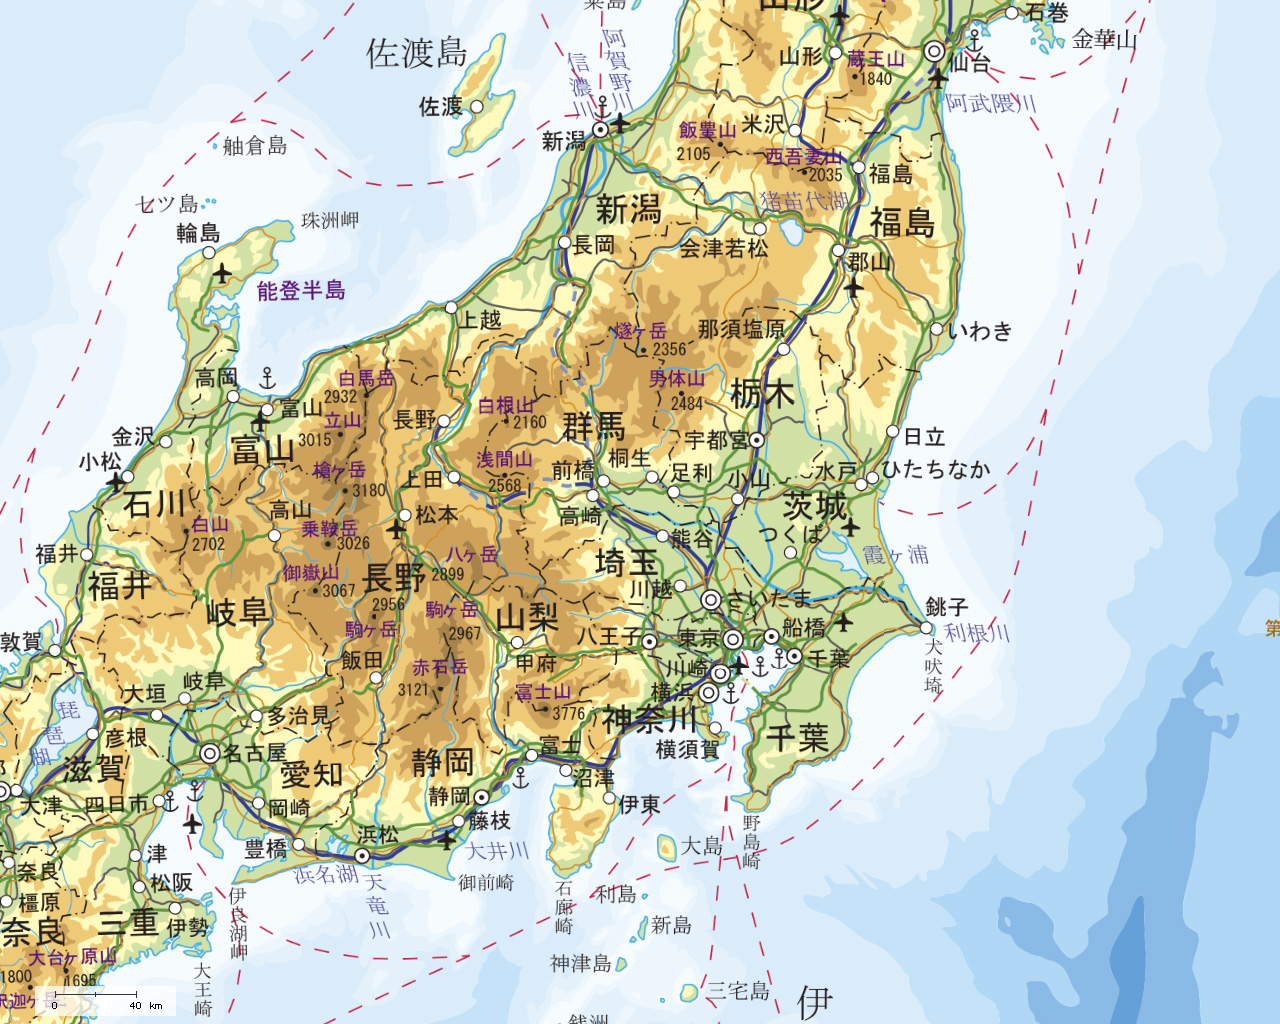 粟島
山形
石巻
金華山
佐渡島
阿賀野川
信濃川
山形
蔵王山
1840
仙台
佐渡
阿武隈川
新潟
飯豊山
2105
米沢
西吾妻山
2035
福島
舳倉島
七ツ島
珠洲岬
輪島
新潟
猪苗代湖
福島
長岡
会津若松
郡山
能登半島
上越
燧ヶ岳
2356
那須塩原
いわき
高岡
白馬岳
2932
男体山
2484
栃木
富山
立山
3015
長野
白根山
2160
群馬
宇都宮
日立
金沢
富山
小松
槍ヶ岳
3180
上田
浅間山
2568
前橋
桐生
足利
小山
水戸
ひたちなか
石川
白山
2702
高山
乗鞍岳
3026
松本
高崎
熊谷
茨城
つくば
霞ヶ浦
福井
福井
御嶽山
3067
長野
八ヶ岳
2899
埼玉
川越
さいたま
岐阜
2956
駒ヶ岳
駒ヶ岳
2967
山梨
銚子
利根川
敦賀
八王子
東京
船橋
犬吠埼
飯田
赤石岳
3121
甲府
川崎
千葉
琵琶湖
大垣
岐阜
多治見
富士山
3776
横浜
神奈川
横須賀
千葉
彦根
名古屋
滋賀
愛知
静岡
富士
沼津
大津
四日市
岡崎
静岡
藤枝
伊東
野島崎
津
豊橋
浜松
大井川
大島
奈良
松阪
浜名湖
天竜川
御前崎
石廊崎
利島
橿原
伊勢
伊良湖岬
新島
奈良
三重
大台ヶ原山
1695
1800
釈迦ヶ岳
大王崎
神津島
三宅島
伊
銭洲
第
0 40 km